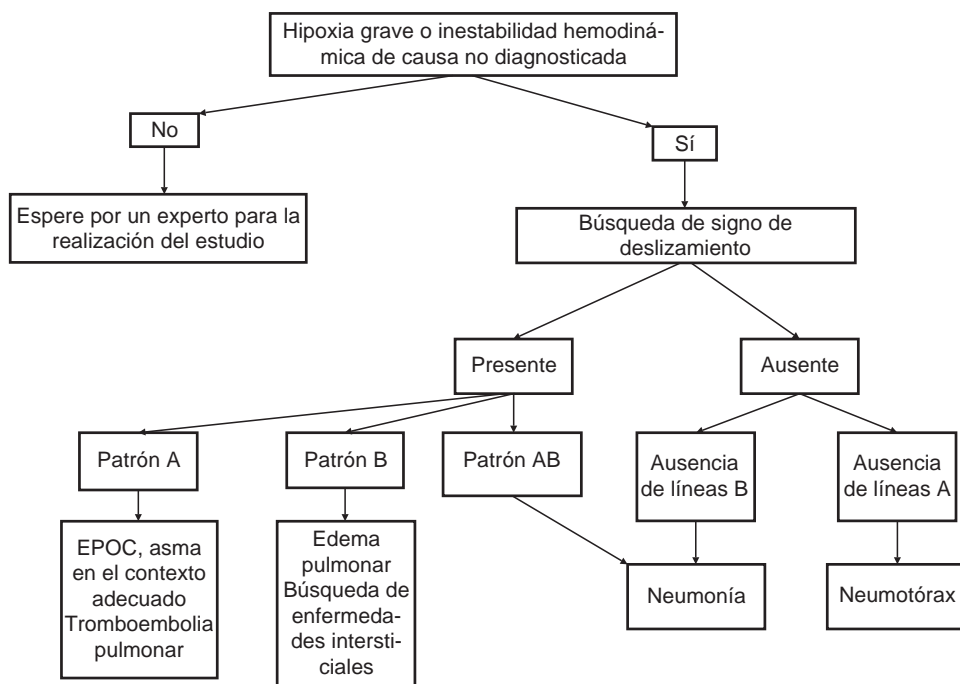 Hipoxia grave o inestabilidad hemodiná-
mica de causa no diagnosticada
No
Sí
Espere por un experto para la
realización del estudio
Búsqueda de signo de
deslizamiento
Presente
Ausente
Patrón A
Patrón B
Patrón AB
Ausencia
de líneas B
Ausencia
de líneas A
EPOC, asma
en el contexto
adecuado
Tromboembolia
pulmonar
Edema
pulmonar
Búsqueda de
enfermeda-
des intersti-
ciales
Neumonía
Neumotórax